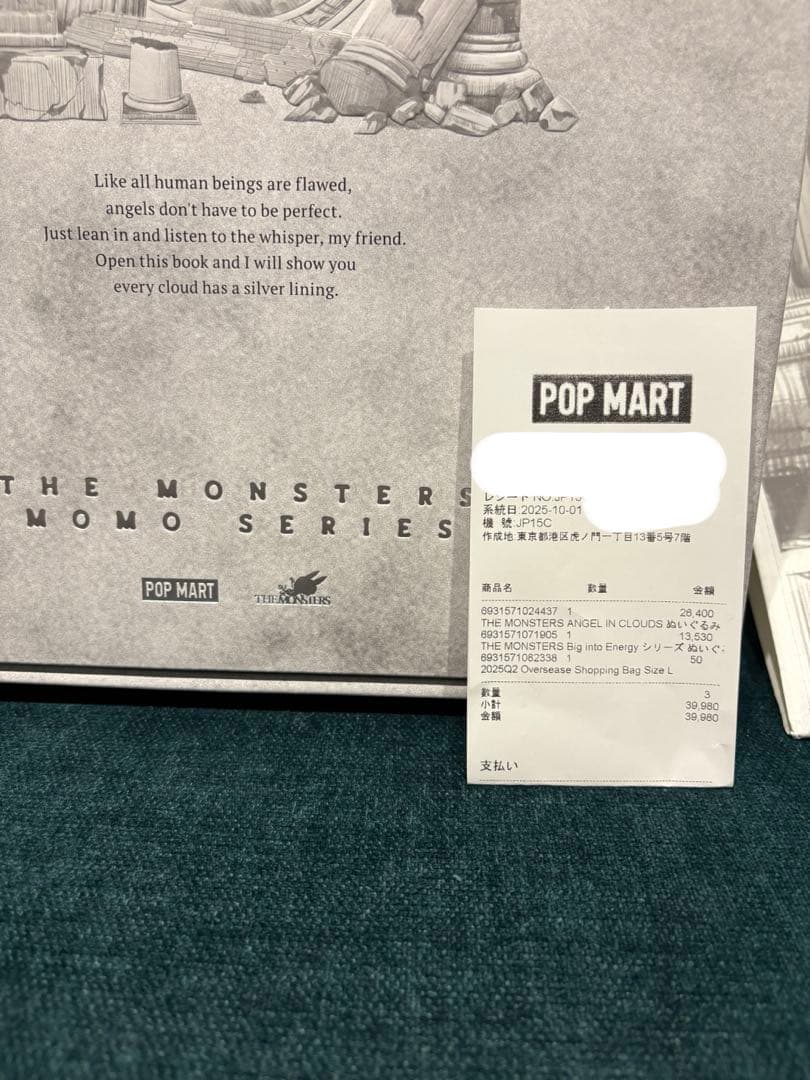 Like all human beings are flawed,
angels don't have to be perfect.
Just lean in and listen to the whisper, my friend.
Open this book and I will show you
every cloud has a silver lining.
THE MONSTERS
MOMO SERIES
POP MART
THE MONSTERS
POP MART
レシート NO:JP15
系統日:2025-10-01
機 號:JP15C
作成地:東京都港区虎ノ門一丁目13番5号7階
商品名 数量 金額
6931571024437 1 26,400
THE MONSTERS ANGEL IN CLOUDS ぬいぐるみ
6931571071905 1 13,530
THE MONSTERS Big into Energy シリーズ ぬいぐ
6931571082338 1 50
2025Q2 Oversease Shopping Bag Size L
数量 3
小計 39,980
金額 39,980
支払い